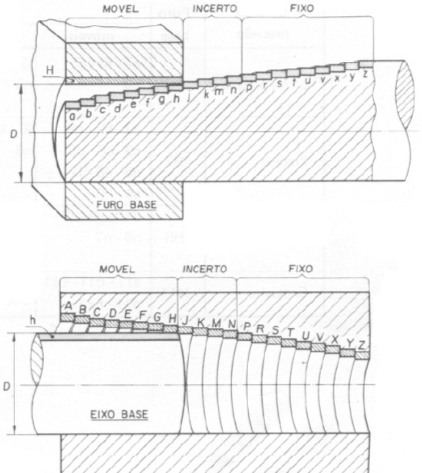 MOVEL INCERTO FIXO
H
a b c d e f g h j k m n p r s t u v x y z
D
FURO BASE
MOVEL INCERTO FIXO
A B C D E F G H J K M N P R S T U V X Y Z
h
D
EIXO BASE